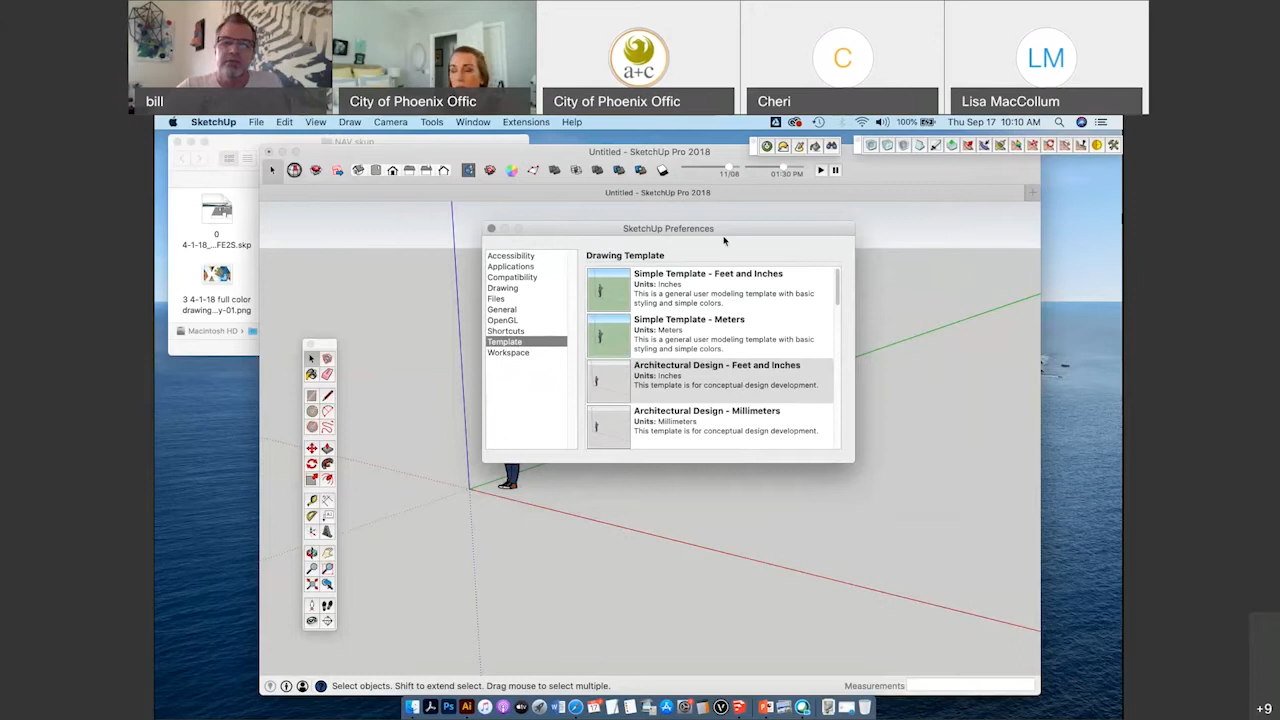 bill
City of Phoenix Offic
a+c
City of Phoenix Offic
C
Cheri
LM
Lisa MacCollum
SketchUp File Edit View Draw Camera Tools Window Extensions Help
100% Thu Sep 17 10:10 AM
NAV skup
Untitled - SketchUp Pro 2018
11/08
01:30 PM
Untitled - SketchUp Pro 2018
0
4-1-18_...FE2S.skp
3 4-1-18 full color
drawing...y-01.png
Macintosh HD
SketchUp Preferences
Accessibility
Applications
Compatibility
Drawing
Files
General
OpenGL
Shortcuts
Template
Workspace
Drawing Template
Simple Template - Feet and Inches
Units: Inches
This is a general user modeling template with basic
styling and simple colors.
Simple Template - Meters
Units: Meters
This is a general user modeling template with basic
styling and simple colors.
Architectural Design - Feet and Inches
Units: Inches
This template is for conceptual design development.
Architectural Design - Millimeters
Units: Millimeters
This template is for conceptual design development.
Select objects. Shift to extend select. Drag mouse to select multiple.
Measurements
+9